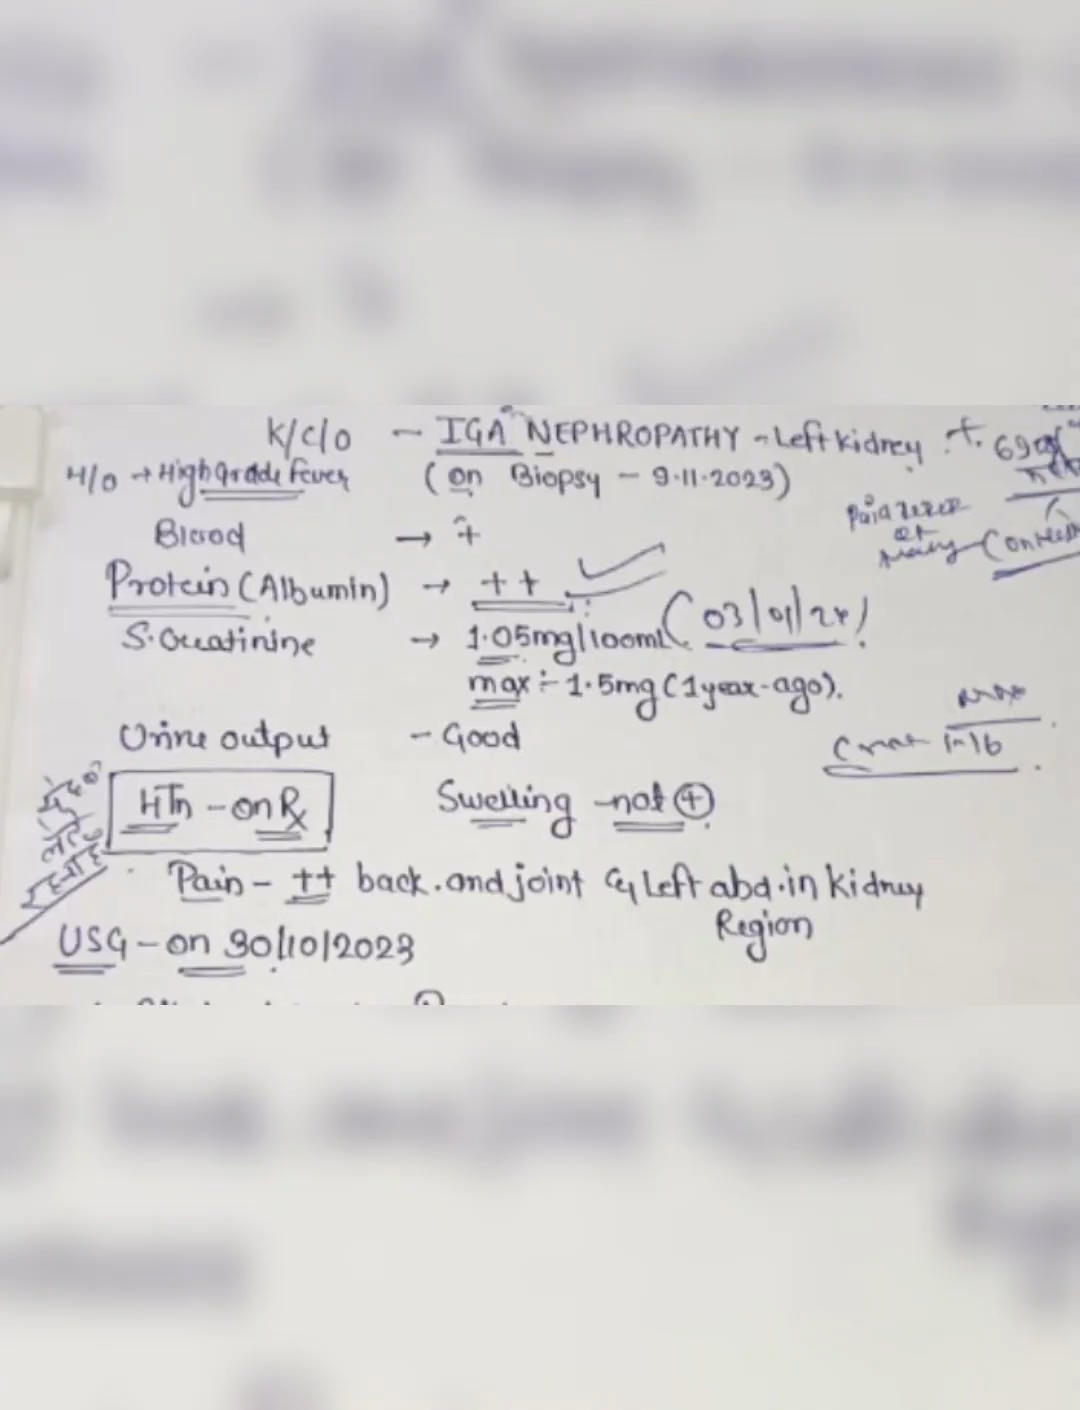 K/C/O - IGA NEPHROPATHY - Left kidney +.
H/O → High grade fever (on Biopsy - 9.11.2023)
Blood → +
Protein (Albumin) → ++
S. Creatinine → 1.05mg/100ml (03/01/24)
max :- 1.5mg (1 year-ago).
Urine output - Good
HTn - on Rx Swelling - not (+)
Pain - ++ back. and joint & Left abd. in kidney
Region
USG - on 30/10/2023